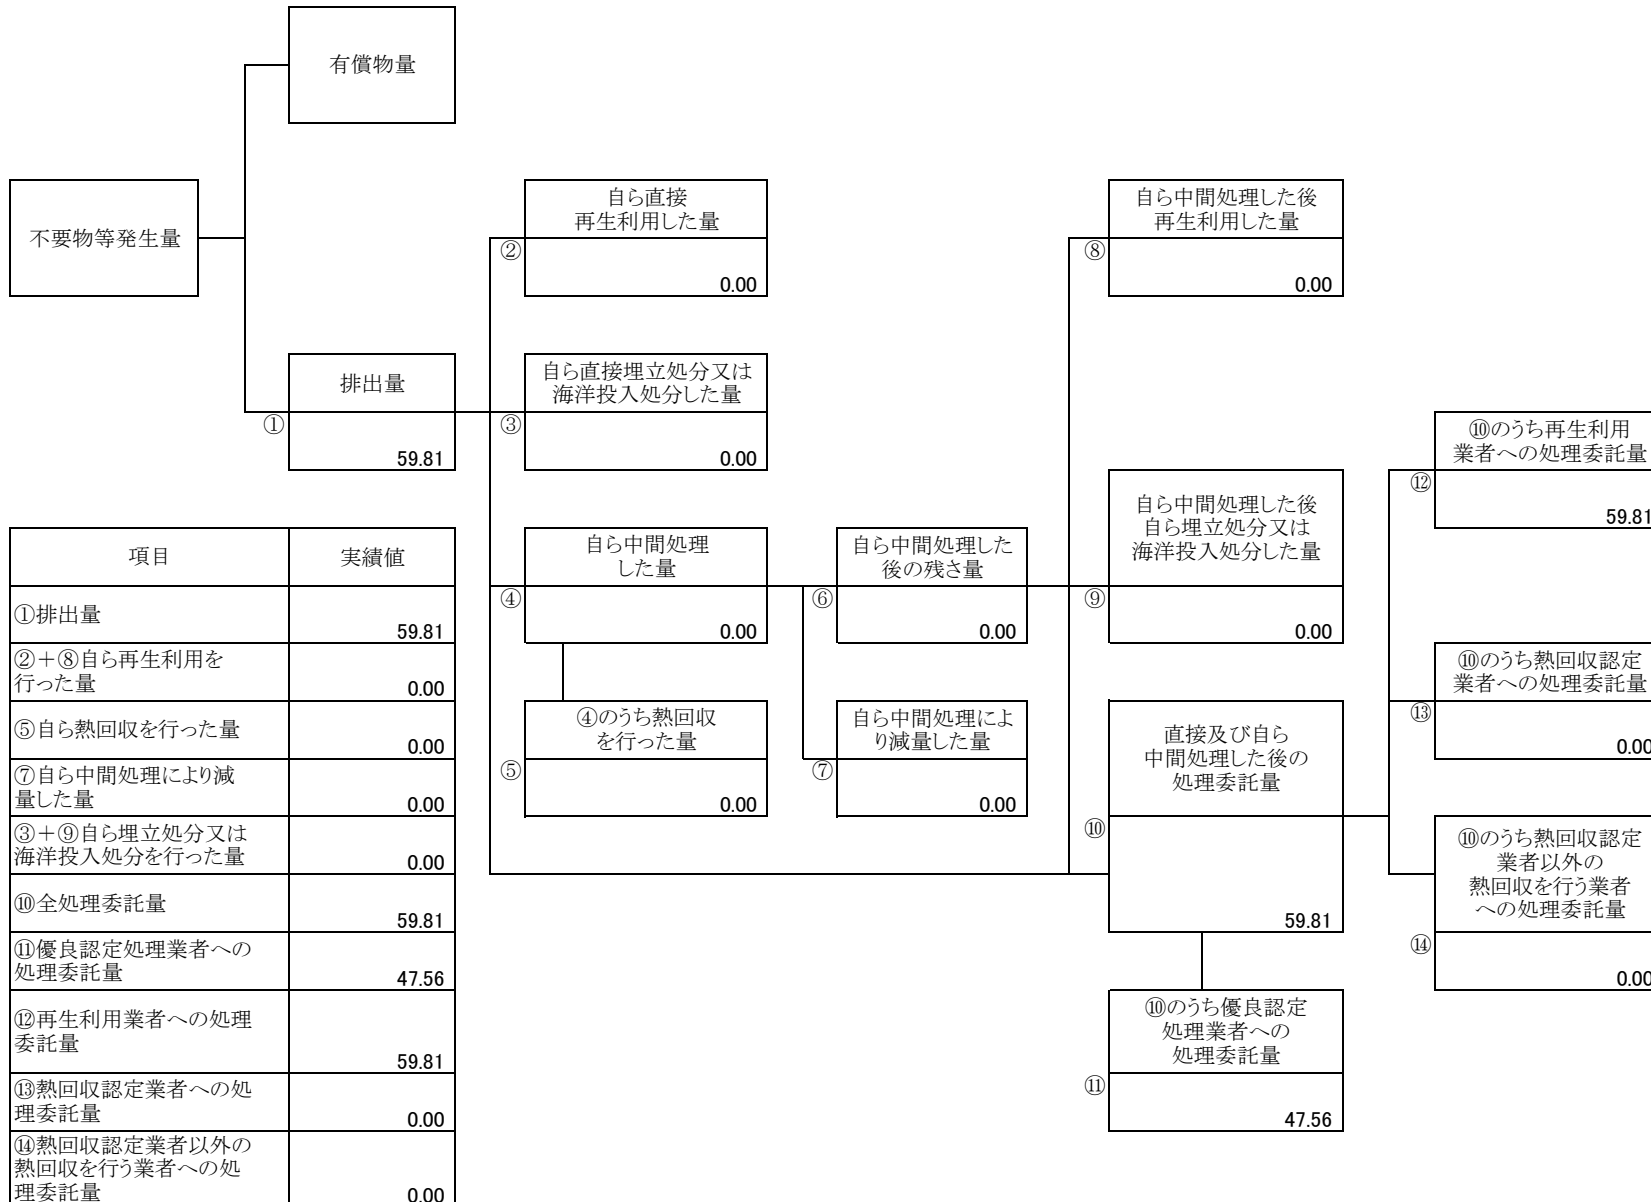 有償物量
不要物等発生量
自ら直接
再生利用した量
②
0.00
自ら中間処理した後
再生利用した量
⑧
0.00
排出量
①
59.81
自ら直接埋立処分又は
海洋投入処分した量
③
0.00
⑩のうち再生利用
業者への処理委託量
⑫
59.81
自ら中間処理
した量
④
0.00
自ら中間処理した
後の残さ量
⑥
0.00
自ら中間処理した後
自ら埋立処分又は
海洋投入処分した量
⑨
0.00
④のうち熱回収
を行った量
⑤
0.00
自ら中間処理によ
り減量した量
⑦
0.00
直接及び自ら
中間処理した後の
処理委託量
⑩
59.81
⑩のうち熱回収認定
業者への処理委託量
⑬
0.00
⑩のうち熱回収認定
業者以外の
熱回収を行う業者
への処理委託量
⑭
0.00
⑩のうち優良認定
処理業者への
処理委託量
⑪
47.56
項目 実績値
①排出量
59.81
②+⑧自ら再生利用を
行った量
0.00
⑤自ら熱回収を行った量
0.00
⑦自ら中間処理により減
量した量
0.00
③+⑨自ら埋立処分又は
海洋投入処分を行った量
0.00
⑩全処理委託量
59.81
⑪優良認定処理業者への
処理委託量
47.56
⑫再生利用業者への処理
委託量
59.81
⑬熱回収認定業者への処
理委託量
0.00
⑭熱回収認定業者以外の
熱回収を行う業者への処
理委託量
0.00